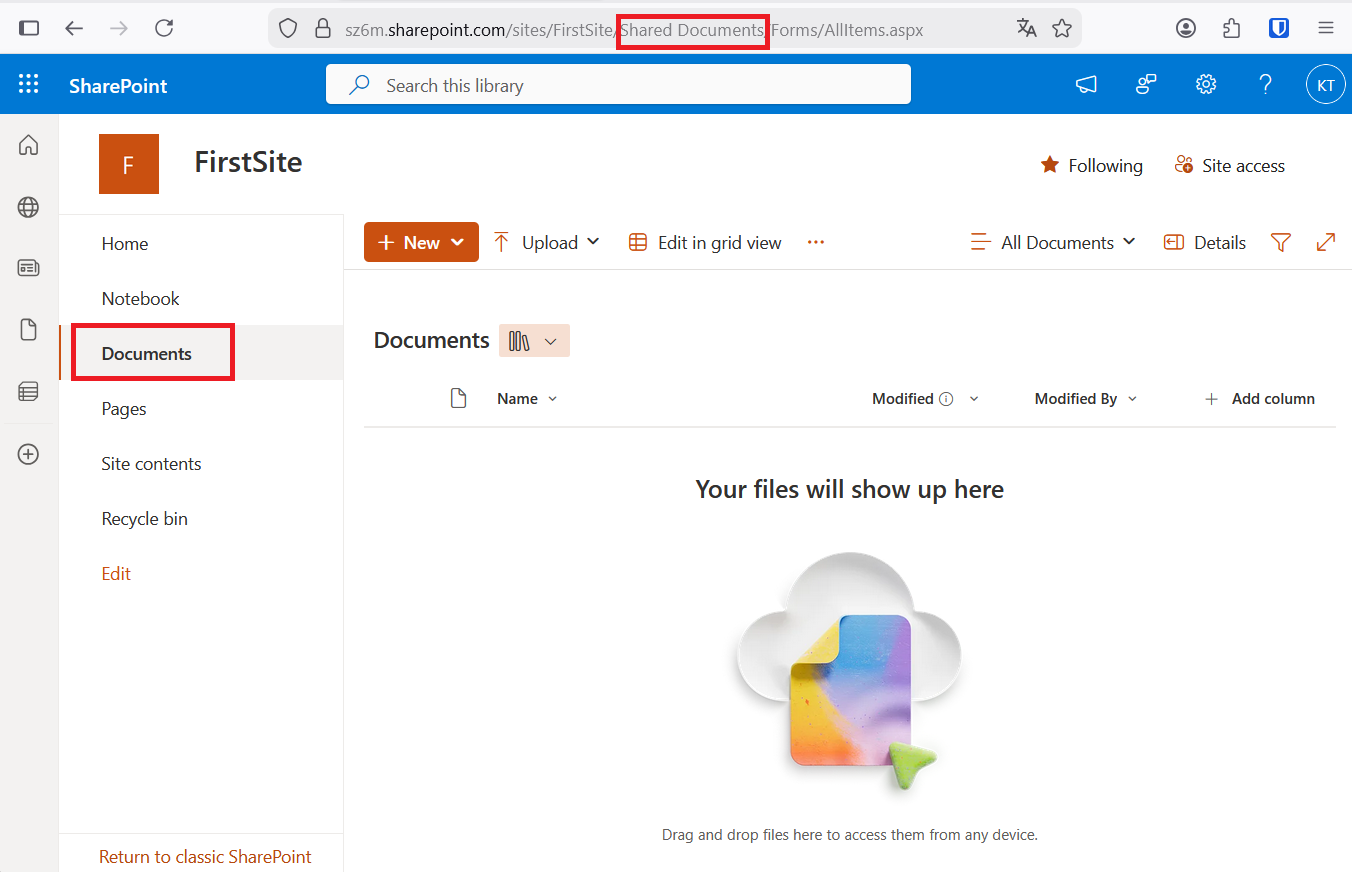 sz6m.sharepoint.com/sites/FirstSite/Shared Documents/Forms/AllItems.aspx
SharePoint
Search this library
KT
F
FirstSite
Following
Site access
Home
Notebook
Documents
Pages
Site contents
Recycle bin
Edit
Return to classic SharePoint
New
Upload
Edit in grid view
All Documents
Details
Documents
Name
Modified
Modified By
Add column
Your files will show up here
Drag and drop files here to access them from any device.